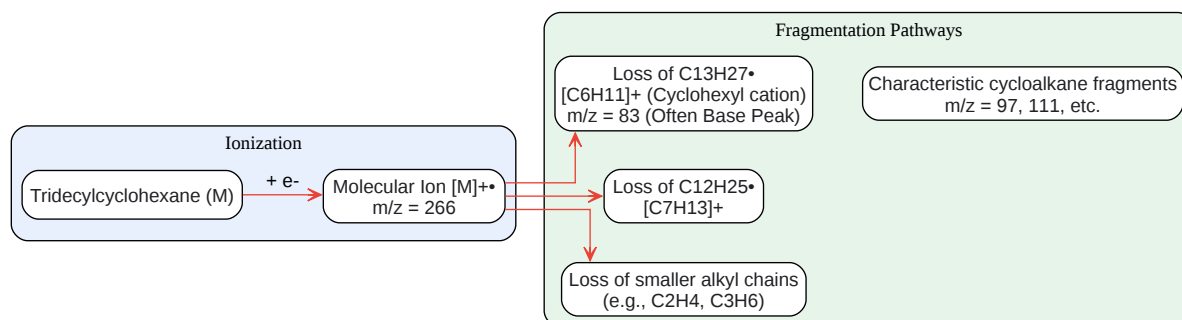 Fragmentation Pathways
Loss of C13H27•
[C6H11]+ (Cyclohexyl cation)
m/z = 83 (Often Base Peak)
Characteristic cycloalkane fragments
m/z = 97, 111, etc.
Ionization
Tridecylcyclohexane (M)
+ e-
Molecular Ion [M]+•
m/z = 266
Loss of C12H25•
[C7H13]+
Loss of smaller alkyl chains
(e.g., C2H4, C3H6)